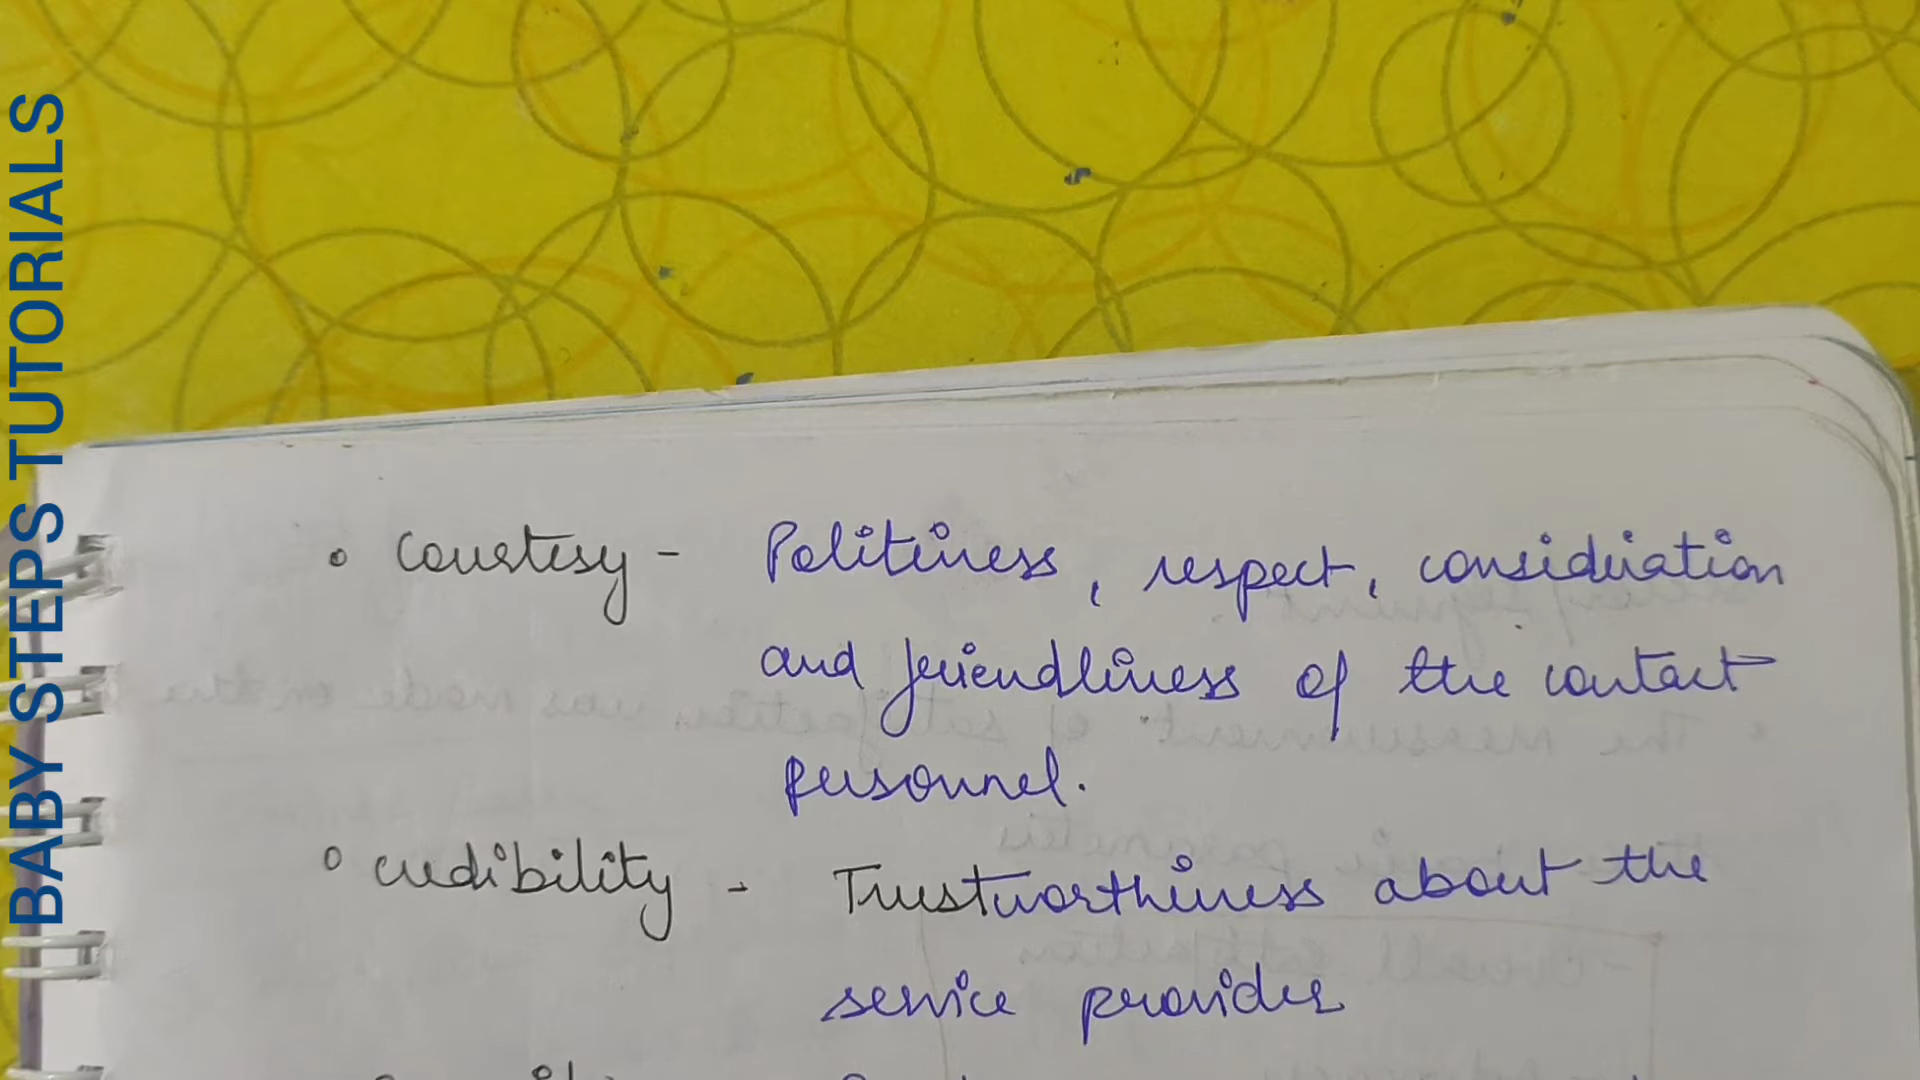 BABY STEPS TUTORIALS
• Courtesy - Politeness, respect, consideration
and friendliness of the contact
personnel.
• Credibility - Trustworthiness about the
service provider